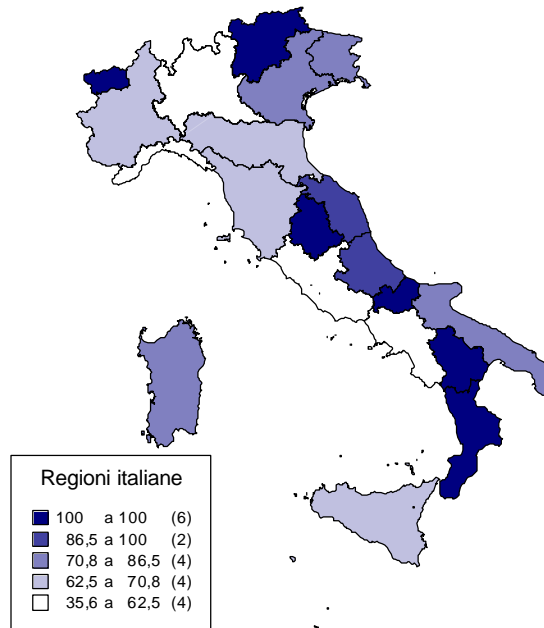 Regioni italiane
100 a 100 (6)
86,5 a 100 (2)
70,8 a 86,5 (4)
62,5 a 70,8 (4)
35,6 a 62,5 (4)